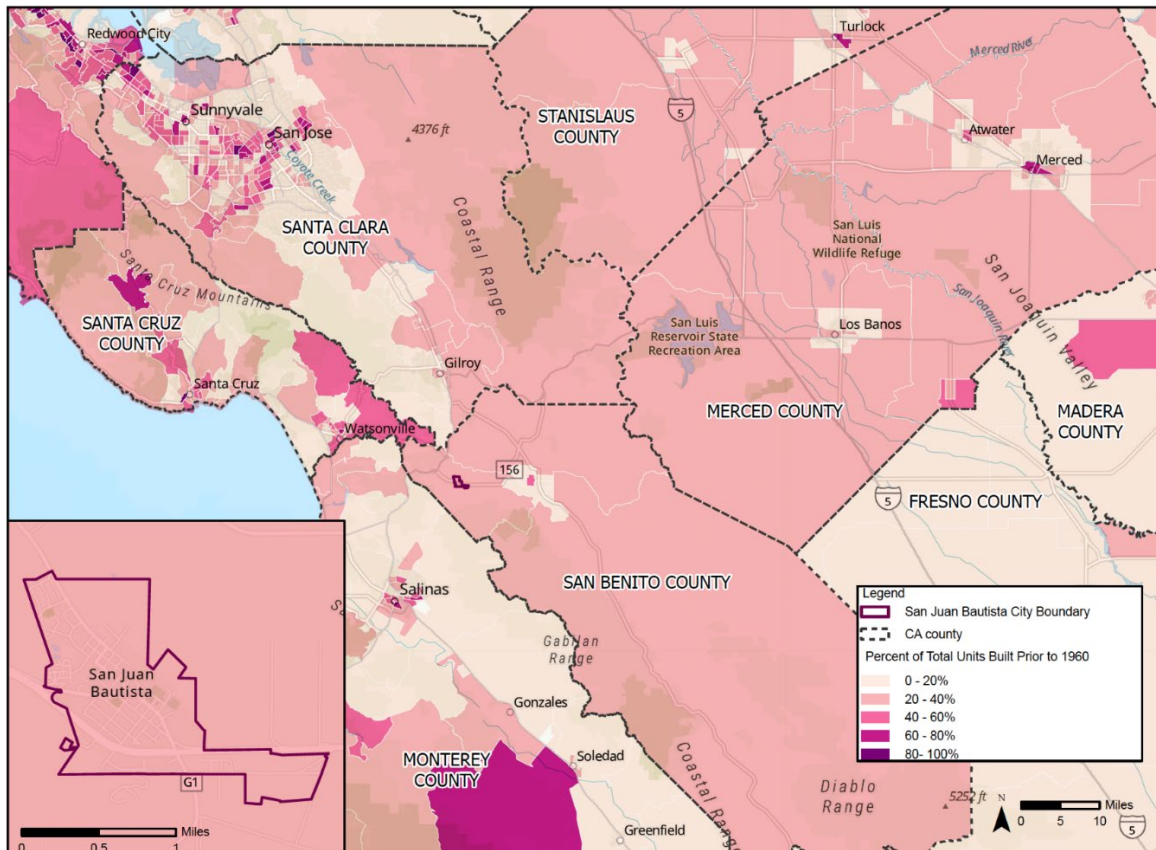 Redwood City
Turlock
Merced River
Sunnyvale
San Jose
4376 ft
STANISLAUS
COUNTY
5
Atwater
Merced
Coyote Creek
SANTA CLARA
COUNTY
Coastal Range
San Luis
National
Wildlife Refuge
Santa Cruz Mountains
San Joaquin Valley
SANTA CRUZ
COUNTY
San Luis
Reservoir State
Recreation Area
Los Banos
Gilroy
Santa Cruz
MERCED COUNTY
MADERA
COUNTY
Watsonville
156
5
FRESNO COUNTY
SAN BENITO COUNTY
Salinas
Gabilan
Range
Gonzales
MONTEREY
COUNTY
Soledad
Coastal Range
Diablo
Range
5252 ft
Greenfield
5
San Juan
Bautista
G1
Miles
0 0.5 1
Legend
San Juan Bautista City Boundary
CA county
Percent of Total Units Built Prior to 1960
0 - 20%
20 - 40%
40 - 60%
60 - 80%
80- 100%
N
Miles
0 5 10